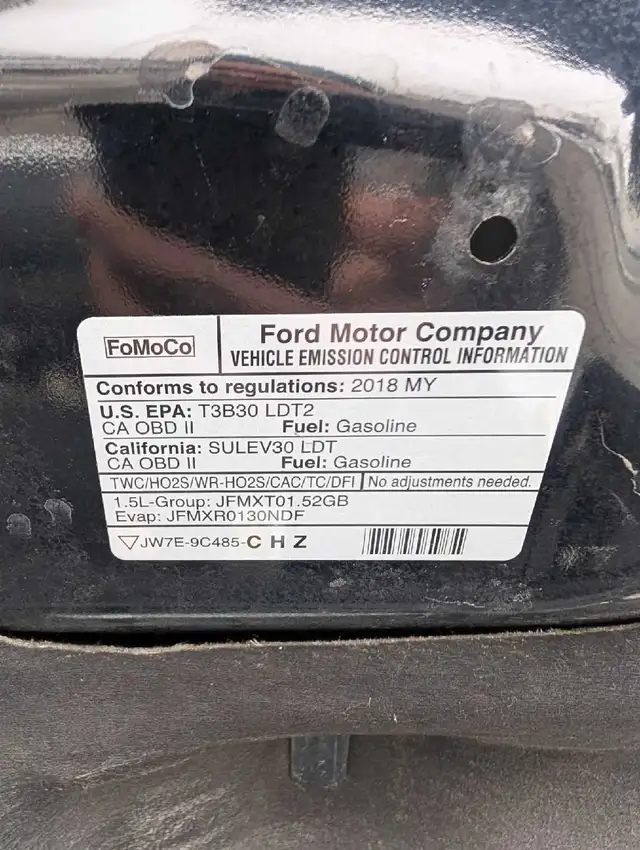 FoMoCo
Ford Motor Company
VEHICLE EMISSION CONTROL INFORMATION
Conforms to regulations: 2018 MY
U.S. EPA: T3B30 LDT2
CA OBD II Fuel: Gasoline
California: SULEV30 LDT
CA OBD II Fuel: Gasoline
TWC/HO2S/WR-HO2S/CAC/TC/DFI No adjustments needed.
1.5L-Group: JFMXT01.52GB
Evap: JFMXR0130NDF
JW7E-9C485-C H Z